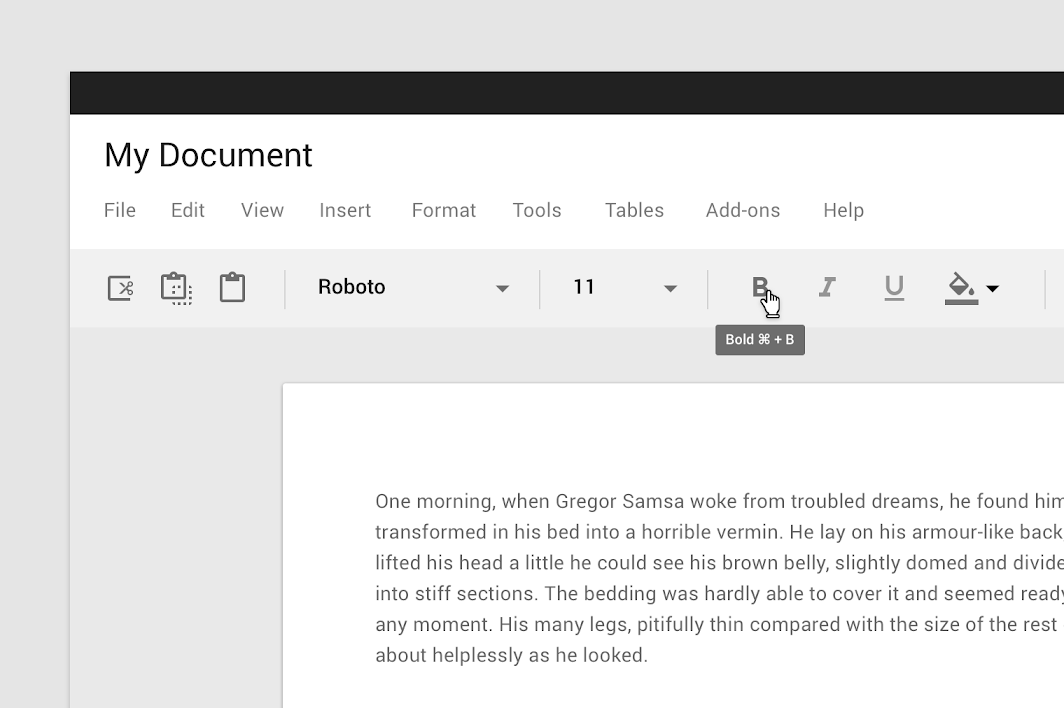 My Document
File Edit View Insert Format Tools Tables Add-ons Help
Roboto 11 B I U
Bold ⌘ + B
One morning, when Gregor Samsa woke from troubled dreams, he found him
transformed in his bed into a horrible vermin. He lay on his armour-like back
lifted his head a little he could see his brown belly, slightly domed and divide
into stiff sections. The bedding was hardly able to cover it and seemed ready
any moment. His many legs, pitifully thin compared with the size of the rest
about helplessly as he looked.